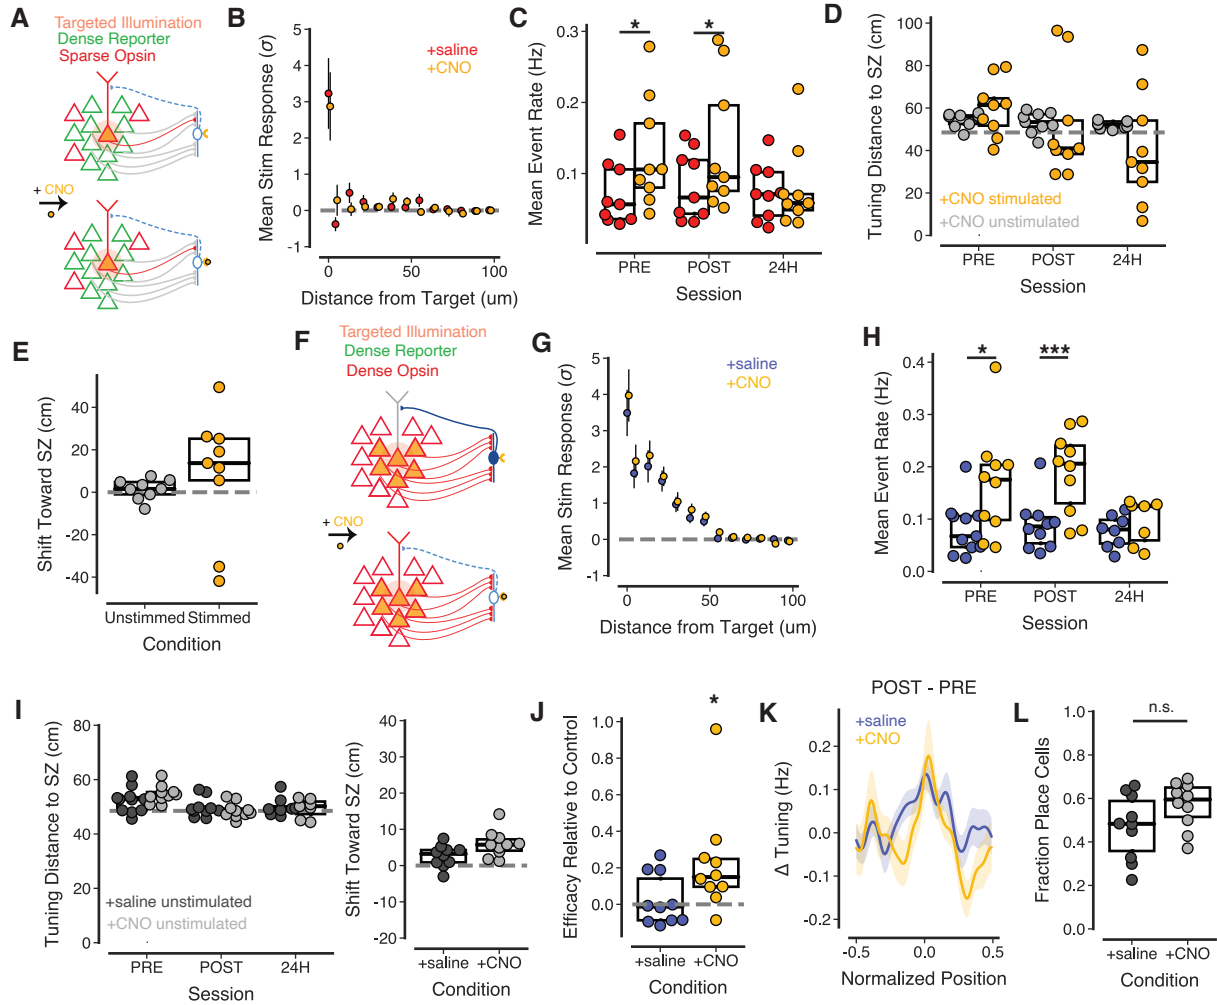 A
Targeted Illumination
Dense Reporter
Sparse Opsin
+ CNO
B
Mean Stim Response (σ)
5
4
3
2
1
0
-1
+saline
+CNO
0
50
100
Distance from Target (um)
C
Mean Event Rate (Hz)
0.3
0.2
0.1
*
*
PRE
POST
24H
Session
D
Tuning Distance to SZ (cm)
100
80
60
40
20
0
+CNO stimulated
+CNO unstimulated
PRE
POST
24H
Session
E
Shift Toward SZ (cm)
40
20
0
-20
-40
Unstimmed
Stimmed
Condition
F
Targeted Illumination
Dense Reporter
Dense Opsin
+ CNO
G
Mean Stim Response (σ)
5
4
3
2
1
0
-1
+saline
+CNO
0
50
100
Distance from Target (um)
H
Mean Event Rate (Hz)
0.4
0.3
0.2
0.1
0.0
*
***
PRE
POST
24H
Session
I
Tuning Distance to SZ (cm)
80
60
40
20
0
+saline unstimulated
+CNO unstimulated
PRE
POST
24H
Session
Shift Toward SZ (cm)
40
30
20
10
0
-10
-20
+saline
+CNO
Condition
J
Efficacy Relative to Control
1.0
0.8
0.6
0.4
0.2
0.0
*
+saline
+CNO
Condition
K
POST - PRE
+saline
+CNO
Δ Tuning (Hz)
0.2
0.1
0.0
-0.1
-0.2
-0.5
0.0
0.5
Normalized Position
L
Fraction Place Cells
1.0
0.8
0.6
0.4
0.2
0.0
n.s.
+saline
+CNO
Condition